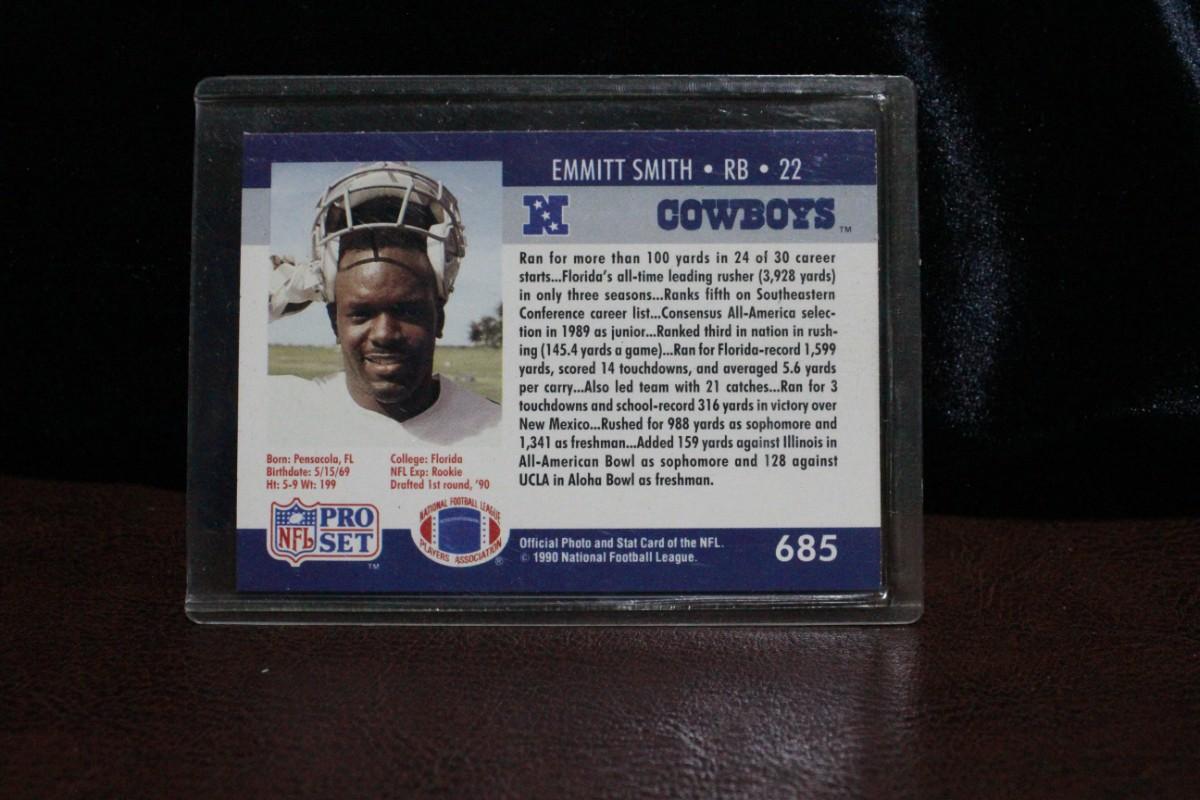 EMMITT SMITH • RB • 22
N COWBOYS™
Ran for more than 100 yards in 24 of 30 career
starts...Florida's all-time leading rusher (3,928 yards)
in only three seasons...Ranks fifth on Southeastern
Conference career list...Consensus All-America selec-
tion in 1989 as junior...Ranked third in nation in rush-
ing (145.4 yards a game)...Ran for Florida-record 1,599
yards, scored 14 touchdowns, and averaged 5.6 yards
per carry...Also led team with 21 catches...Ran for 3
touchdowns and school-record 316 yards in victory over
New Mexico...Rushed for 988 yards as sophomore and
1,341 as freshman...Added 159 yards against Illinois in
All-American Bowl as sophomore and 128 against
UCLA in Aloha Bowl as freshman.
Born: Pensacola, FL
Birthdate: 5/15/69
Ht: 5-9 Wt: 199
College: Florida
NFL Exp: Rookie
Drafted 1st round, '90
NFL PRO
SET™
NATIONAL FOOTBALL LEAGUE
PLAYERS ASSOCIATION®
Official Photo and Stat Card of the NFL.
© 1990 National Football League.
685